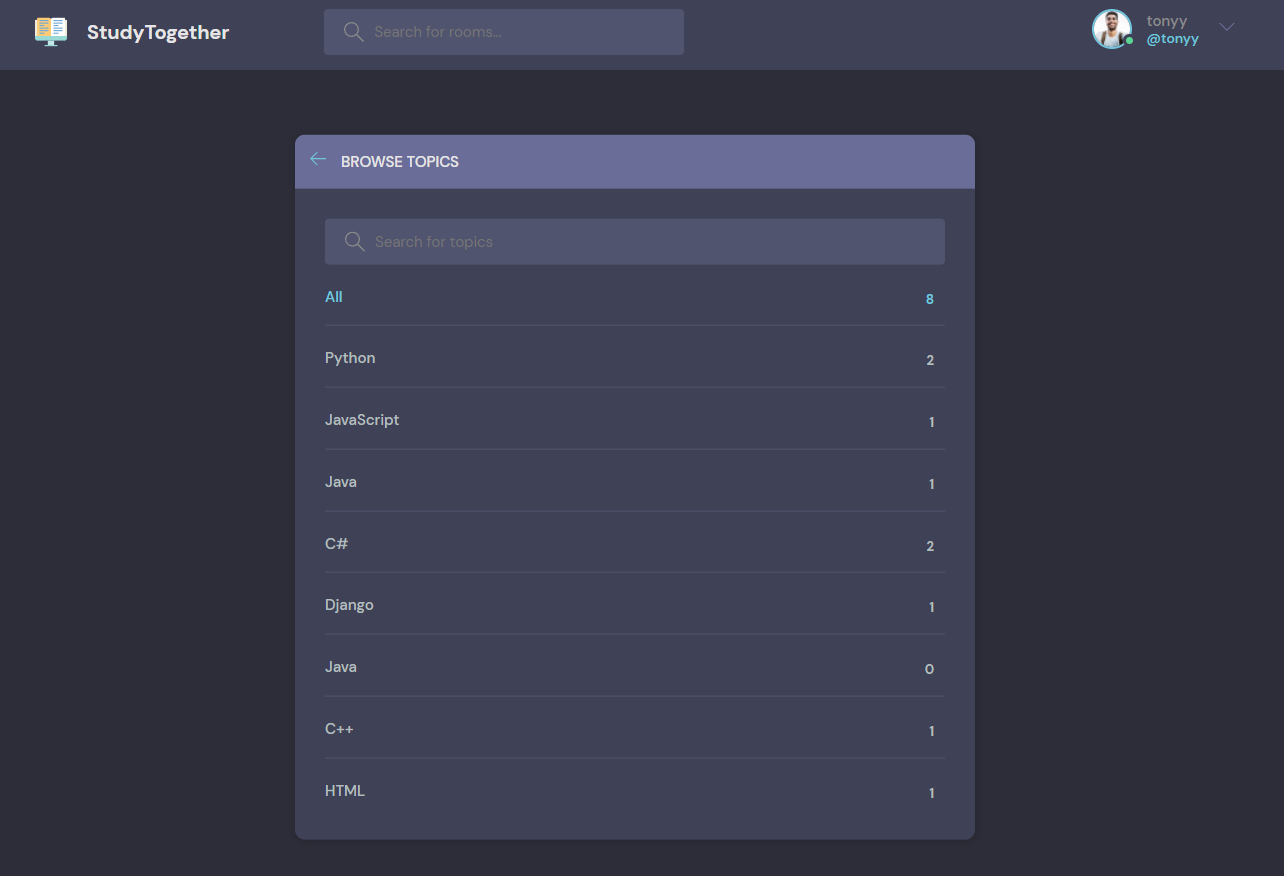 StudyTogether
Search for rooms...
tonyy
@tonyy
BROWSE TOPICS
Search for topics
All 8
Python 2
JavaScript 1
Java 1
C# 2
Django 1
Java 0
C++ 1
HTML 1